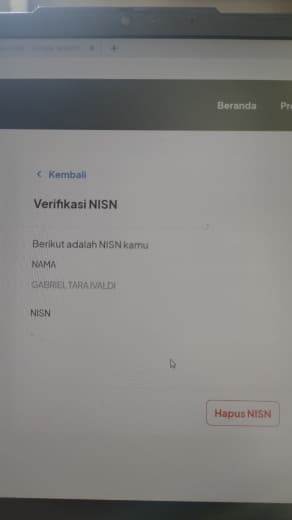 Beranda
Pr
Kembali
Verifikasi NISN
Berikut adalah NISN kamu
NAMA
GABRIEL TARA IVALDI
NISN
-
Hapus NISN